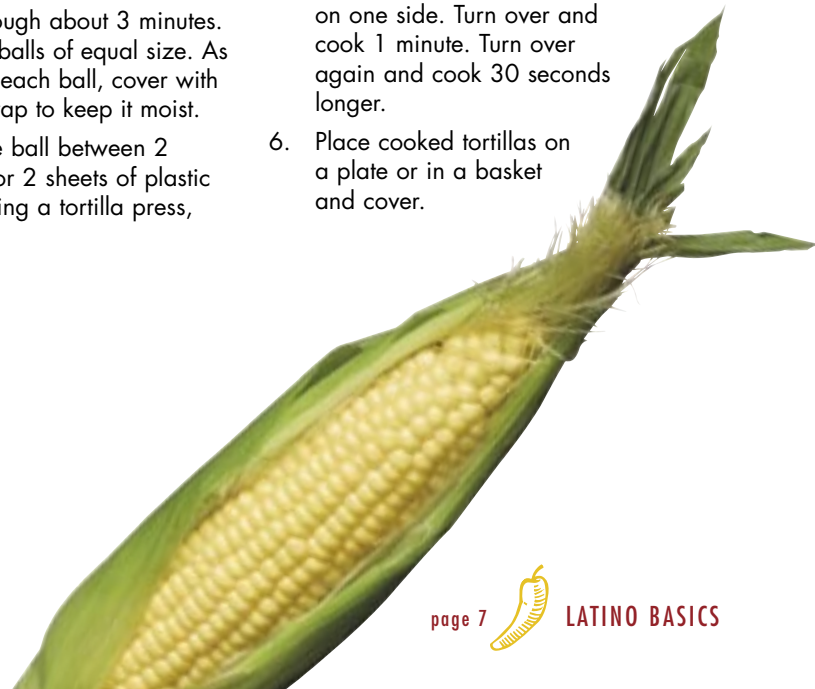 ough about 3 minutes.
balls of equal size. As
each ball, cover with
ap to keep it moist.
ball between 2
or 2 sheets of plastic
ing a tortilla press,
on one side. Turn over and
cook 1 minute. Turn over
again and cook 30 seconds
longer.
6. Place cooked tortillas on
a plate or in a basket
and cover.
page 7 LATINO BASICS